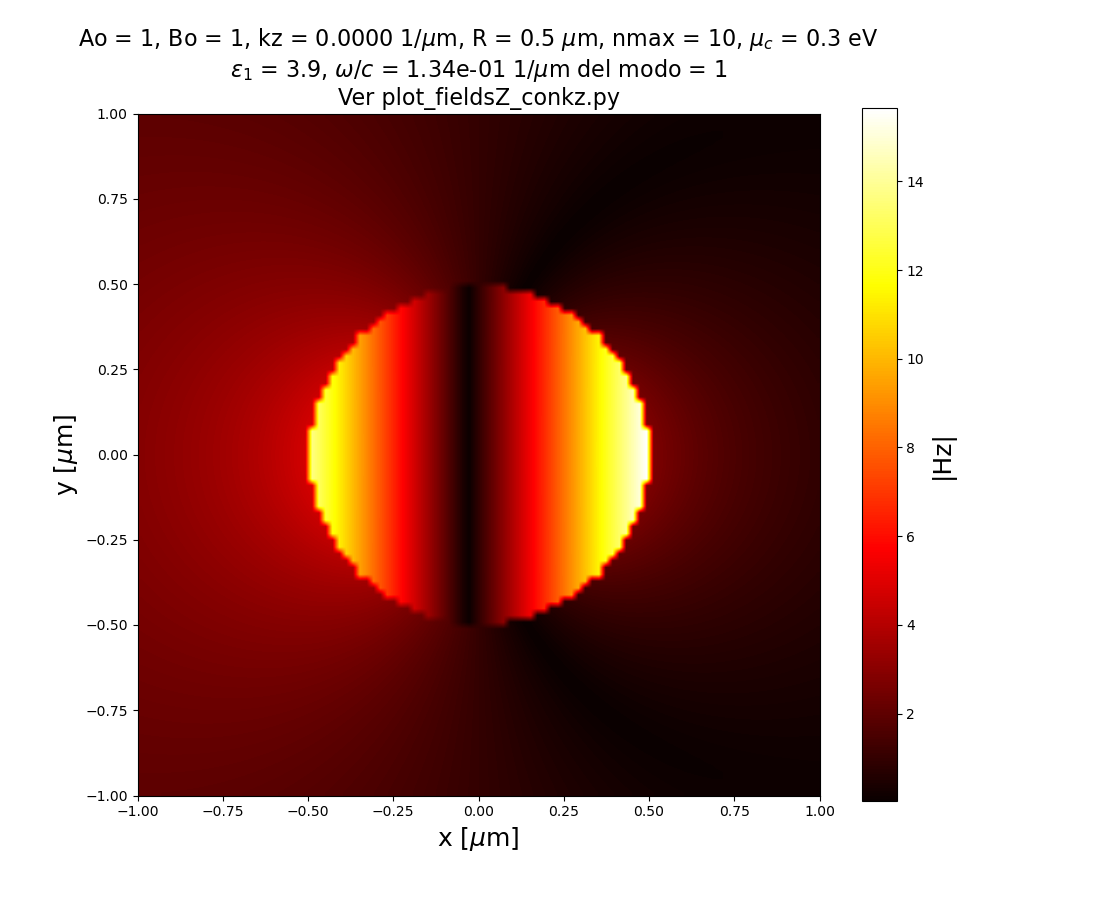 Ao = 1, Bo = 1, kz = 0.0000 1/μm, R = 0.5 μm, nmax = 10, μc = 0.3 eV
ε1 = 3.9, ω/c = 1.34e-01 1/μm del modo = 1
Ver plot_fieldsZ_conkz.py
1.00
0.75
0.50
0.25
0.00
−0.25
−0.50
−0.75
−1.00
y [μm]
−1.00 −0.75 −0.50 −0.25 0.00 0.25 0.50 0.75 1.00
x [μm]
14
12
10
8
6
4
2
|Hz|